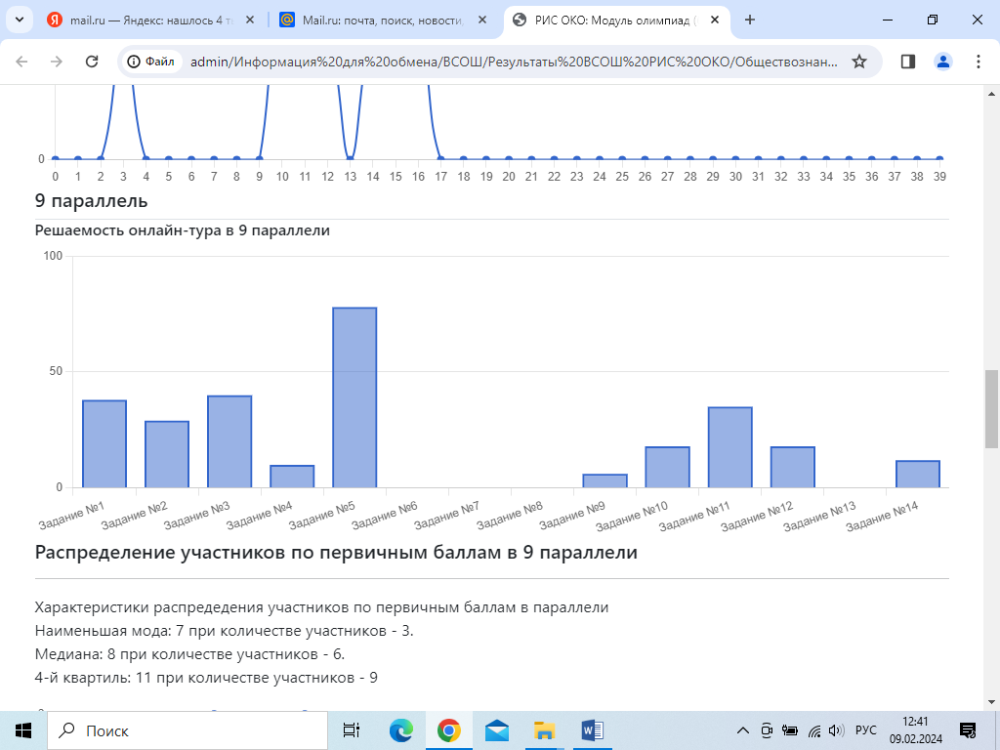 mail.ru — Яндекс: нашлось 4 т
Mail.ru: почта, поиск, новости,
РИС ОКО: Модуль олимпиад (
Файл
admin/Информация%20для%20обмена/ВСОШ/Результаты%20ВСОШ%20РИС%20ОКО/Обществознан...
0
0 1 2 3 4 5 6 7 8 9 10 11 12 13 14 15 16 17 18 19 20 21 22 23 24 25 26 27 28 29 30 31 32 33 34 35 36 37 38 39
9 параллель
Решаемость онлайн-тура в 9 параллели
100
50
0
Задание №1 Задание №2 Задание №3 Задание №4 Задание №5 Задание №6 Задание №7 Задание №8 Задание №9 Задание №10 Задание №11 Задание №12 Задание №13 Задание №14
Распределение участников по первичным баллам в 9 параллели
Характеристики распредедения участников по первичным баллам в параллели
Наименьшая мода: 7 при количестве участников - 3.
Медиана: 8 при количестве участников - 6.
4-й квартиль: 11 при количестве участников - 9
Поиск
РУС
12:41
09.02.2024